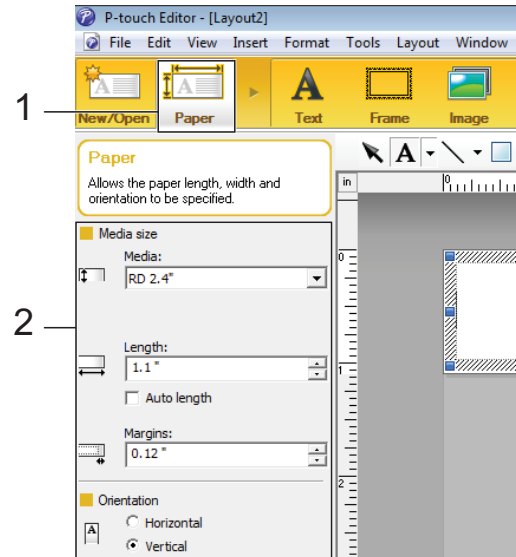 P-touch Editor - [Layout2]
File Edit View Insert Format Tools Layout Window
1
A A A
New/Open Paper Text Frame Image
Paper
A
Allows the paper length, width and
orientation to be specified.
in 0
Media size
Media:
RD 2.4"
0
2
Length:
1.1 "
1
Auto length
Margins:
0.12 "
2
Orientation
Horizontal
A
Vertical